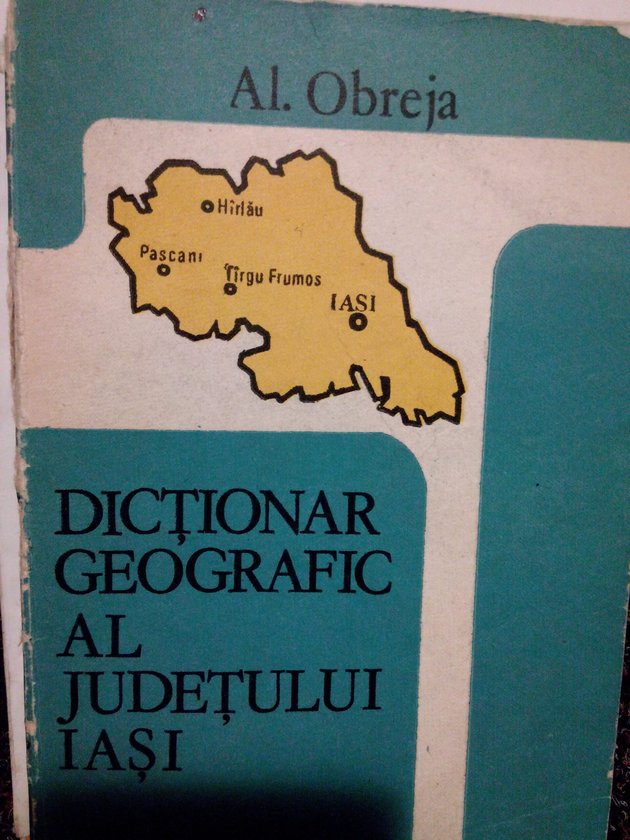 Al. Obreja
Hîrlău
Pascani
Tîrgu Frumos
IAȘI
DICȚIONAR
GEOGRAFIC
AL
JUDEȚULUI
IAȘI